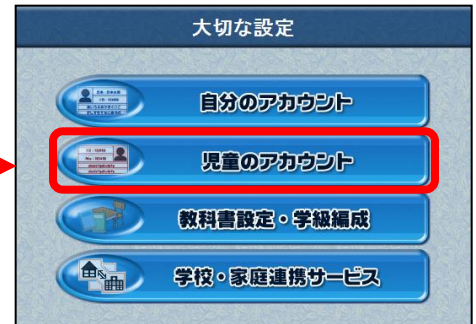 大切な設定
自分のアカウント
児童のアカウント
教科書設定・学級編成
学校・家庭連携サービス